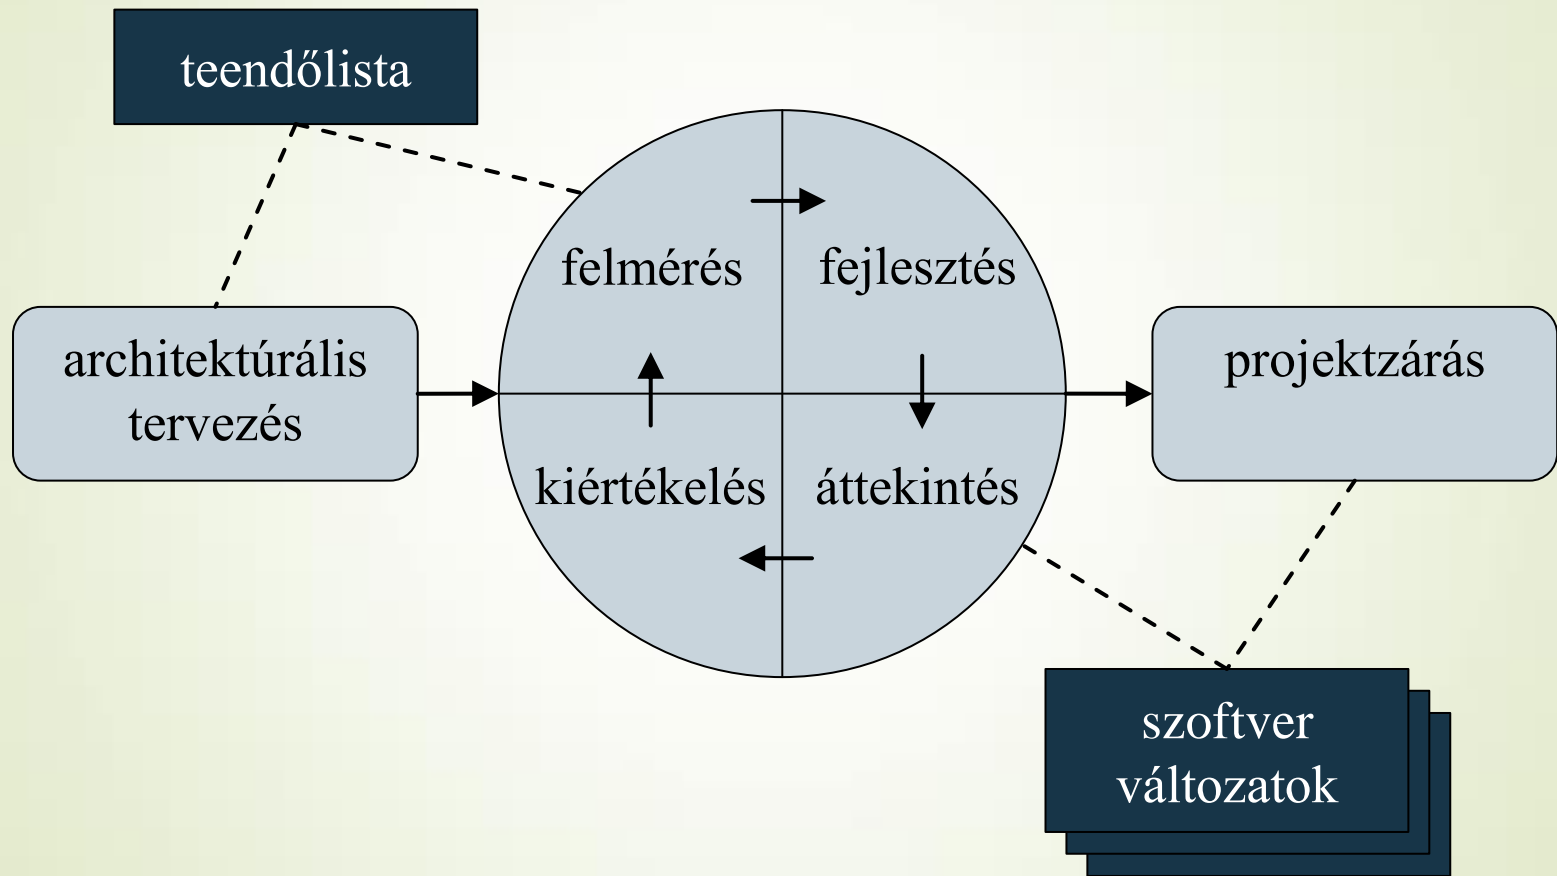 teendőlista
felmérés
fejlesztés
architektúrális
tervezés
projektzárás
kiértékelés
áttekintés
szoftver
változatok